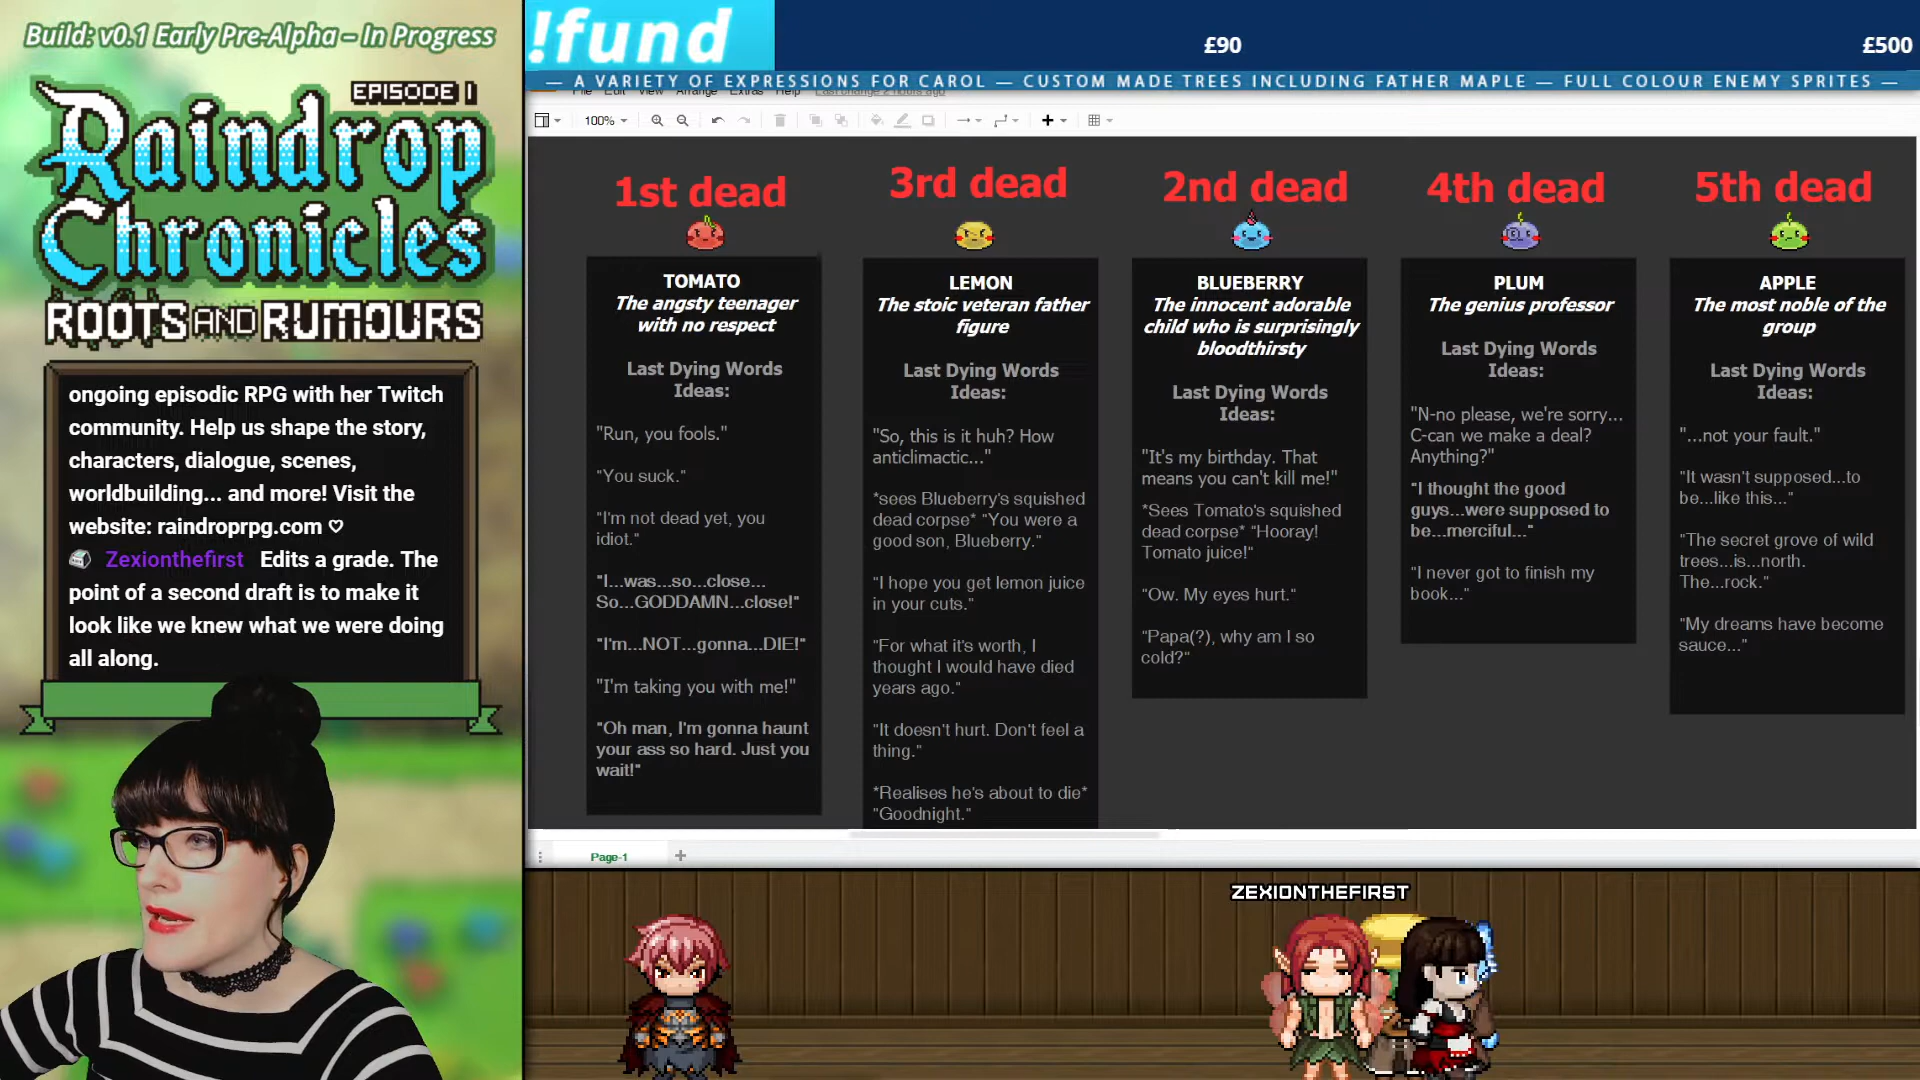 Build: v0.1 Early Pre-Alpha – In Progress
EPISODE I
Raindrop
Chronicles
ROOTS AND RUMOURS
ongoing episodic RPG with her Twitch
community. Help us shape the story,
characters, dialogue, scenes,
worldbuilding... and more! Visit the
website: raindroprpg.com ♡
Zexionthefirst Edits a grade. The
point of a second draft is to make it
look like we knew what we were doing
all along.
!fund
£90
£500
— A VARIETY OF EXPRESSIONS FOR CAROL — CUSTOM MADE TREES INCLUDING FATHER MAPLE — FULL COLOUR ENEMY SPRITES —
File Edit View Arrange Extras Help Last change 2 hours ago
100%
1st dead
TOMATO
The angsty teenager
with no respect
Last Dying Words
Ideas:
"Run, you fools."
"You suck."
"I'm not dead yet, you
idiot."
"I...was...so...close...
So...GODDAMN...close!"
"I'm...NOT...gonna...DIE!"
"I'm taking you with me!"
"Oh man, I'm gonna haunt
your ass so hard. Just you
wait!"
3rd dead
LEMON
The stoic veteran father
figure
Last Dying Words
Ideas:
"So, this is it huh? How
anticlimactic..."
*sees Blueberry's squished
dead corpse* "You were a
good son, Blueberry."
"I hope you get lemon juice
in your cuts."
"For what it's worth, I
thought I would have died
years ago."
"It doesn't hurt. Don't feel a
thing."
*Realises he's about to die*
"Goodnight."
2nd dead
BLUEBERRY
The innocent adorable
child who is surprisingly
bloodthirsty
Last Dying Words
Ideas:
"It's my birthday. That
means you can't kill me!"
*Sees Tomato's squished
dead corpse* "Hooray!
Tomato juice!"
"Ow. My eyes hurt."
"Papa(?), why am I so
cold?"
4th dead
PLUM
The genius professor
Last Dying Words
Ideas:
"N-no please, we're sorry...
C-can we make a deal?
Anything?"
"I thought the good
guys...were supposed to
be...merciful..."
"I never got to finish my
book..."
5th dead
APPLE
The most noble of the
group
Last Dying Words
Ideas:
"...not your fault."
"It wasn't supposed...to
be...like this..."
"The secret grove of wild
trees...is...north.
The...rock."
"My dreams have become
sauce..."
Page-1
ZEXIONTHEFIRST